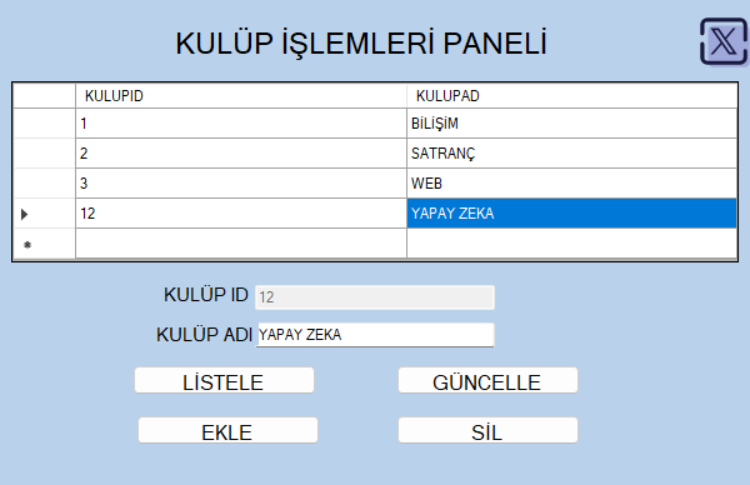 KULÜP İŞLEMLERİ PANELİ
X
KULUPID KULUPAD
1 BİLİŞİM
2 SATRANÇ
3 WEB
12 YAPAY ZEKA
KULÜP ID 12
KULÜP ADI YAPAY ZEKA
LİSTELE GÜNCELLE
EKLE SİL